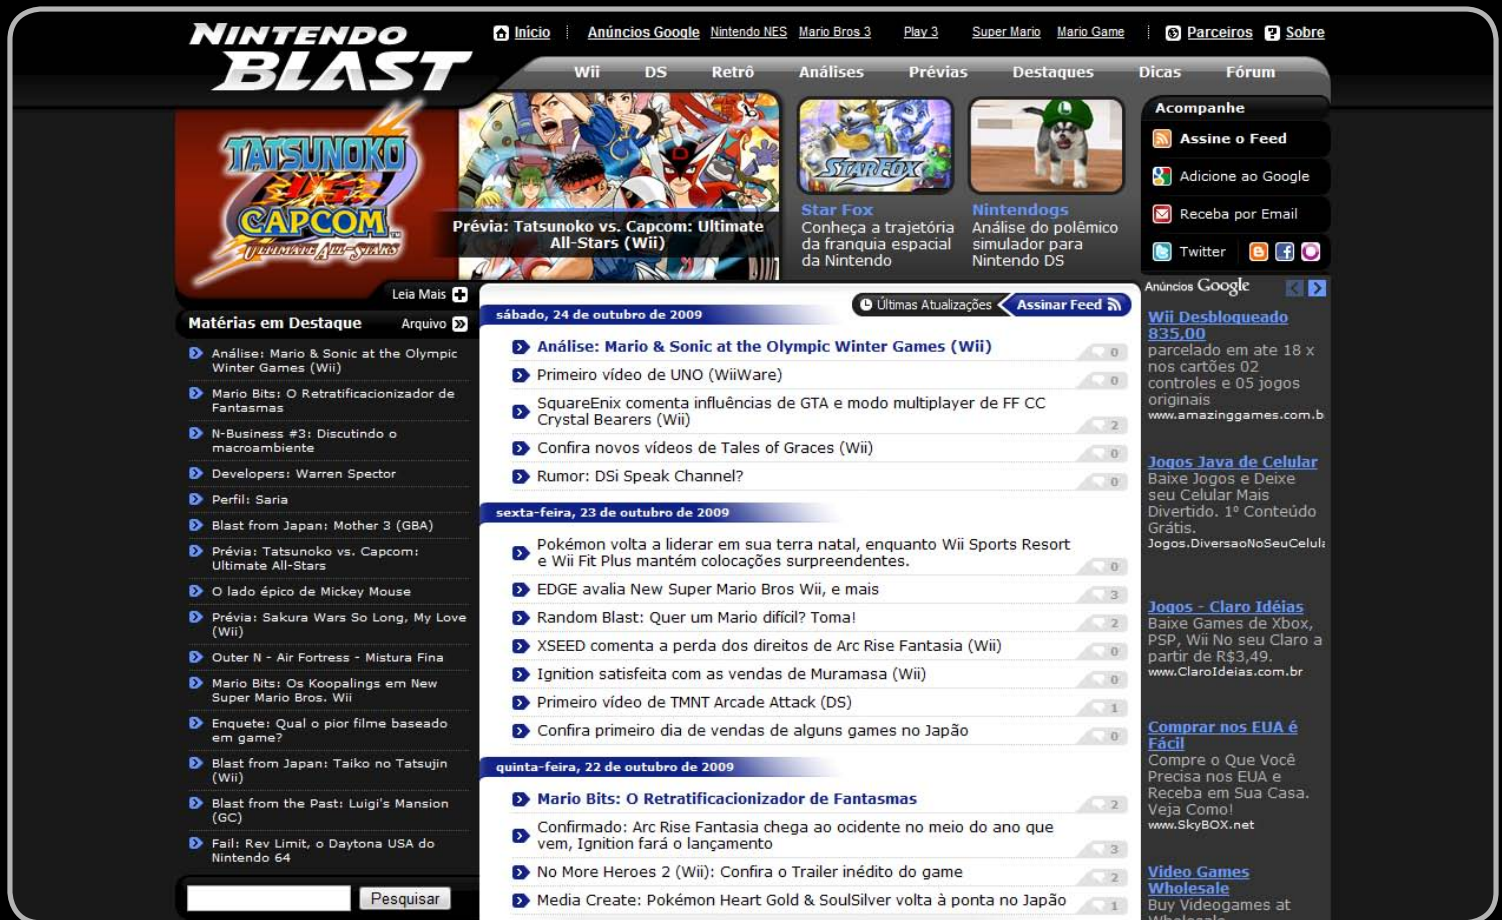 NINTENDO
BLAST
Início
Anúncios Google
Nintendo NES
Mario Bros 3
Play 3
Super Mario
Mario Game
Parceiros
Sobre
Wii
DS
Retrô
Análises
Prévias
Destaques
Dicas
Fórum
TATSUNOKO
VS.
CAPCOM
ULTIMATE ALL-STARS
Prévia: Tatsunoko vs. Capcom: Ultimate
All-Stars (Wii)
STARFOX
Star Fox
Conheça a trajetória
da franquia espacial
da Nintendo
Nintendogs
Análise do polêmico
simulador para
Nintendo DS
Acompanhe
Assine o Feed
Adicione ao Google
Receba por Email
Twitter
Leia Mais
Matérias em Destaque
Arquivo
Análise: Mario & Sonic at the Olympic
Winter Games (Wii)
Mario Bits: O Retratificacionizador de
Fantasmas
N-Business #3: Discutindo o
macroambiente
Developers: Warren Spector
Perfil: Saria
Blast from Japan: Mother 3 (GBA)
Prévia: Tatsunoko vs. Capcom:
Ultimate All-Stars
O lado épico de Mickey Mouse
Prévia: Sakura Wars So Long, My Love
(Wii)
Outer N - Air Fortress - Mistura Fina
Mario Bits: Os Koopalings em New
Super Mario Bros. Wii
Enquete: Qual o pior filme baseado
em game?
Blast from Japan: Taiko no Tatsujin
(Wii)
Blast from the Past: Luigi's Mansion
(GC)
Fail: Rev Limit, o Daytona USA do
Nintendo 64
Pesquisar
Últimas Atualizações
Assinar Feed
sábado, 24 de outubro de 2009
Análise: Mario & Sonic at the Olympic Winter Games (Wii)
0
Primeiro vídeo de UNO (WiiWare)
0
SquareEnix comenta influências de GTA e modo multiplayer de FF CC
Crystal Bearers (Wii)
2
Confira novos vídeos de Tales of Graces (Wii)
0
Rumor: DSi Speak Channel?
0
sexta-feira, 23 de outubro de 2009
Pokémon volta a liderar em sua terra natal, enquanto Wii Sports Resort
e Wii Fit Plus mantém colocações surpreendentes.
0
EDGE avalia New Super Mario Bros Wii, e mais
3
Random Blast: Quer um Mario difícil? Toma!
2
XSEED comenta a perda dos direitos de Arc Rise Fantasia (Wii)
0
Ignition satisfeita com as vendas de Muramasa (Wii)
0
Primeiro vídeo de TMNT Arcade Attack (DS)
1
Confira primeiro dia de vendas de alguns games no Japão
0
quinta-feira, 22 de outubro de 2009
Mario Bits: O Retratificacionizador de Fantasmas
2
Confirmado: Arc Rise Fantasia chega ao ocidente no meio do ano que
vem, Ignition fará o lançamento
3
No More Heroes 2 (Wii): Confira o Trailer inédito do game
2
Media Create: Pokémon Heart Gold & SoulSilver volta à ponta no Japão
1
Anúncios Google
Wii Desbloqueado
835,00
parcelado em ate 18 x
nos cartões 02
controles e 05 jogos
originais
www.amazinggames.com.b
Jogos Java de Celular
Baixe Jogos e Deixe
seu Celular Mais
Divertido. 1º Conteúdo
Grátis.
Jogos.DiversaoNoSeuCelula
Jogos - Claro Idéias
Baixe Games de Xbox,
PSP, Wii No seu Claro a
partir de R$3,49.
www.ClaroIdeias.com.br
Comprar nos EUA é
Fácil
Compre o Que Você
Precisa nos EUA e
Receba em Sua Casa.
Veja Como!
www.SkyBOX.net
Video Games
Wholesale
Buy Videogames at